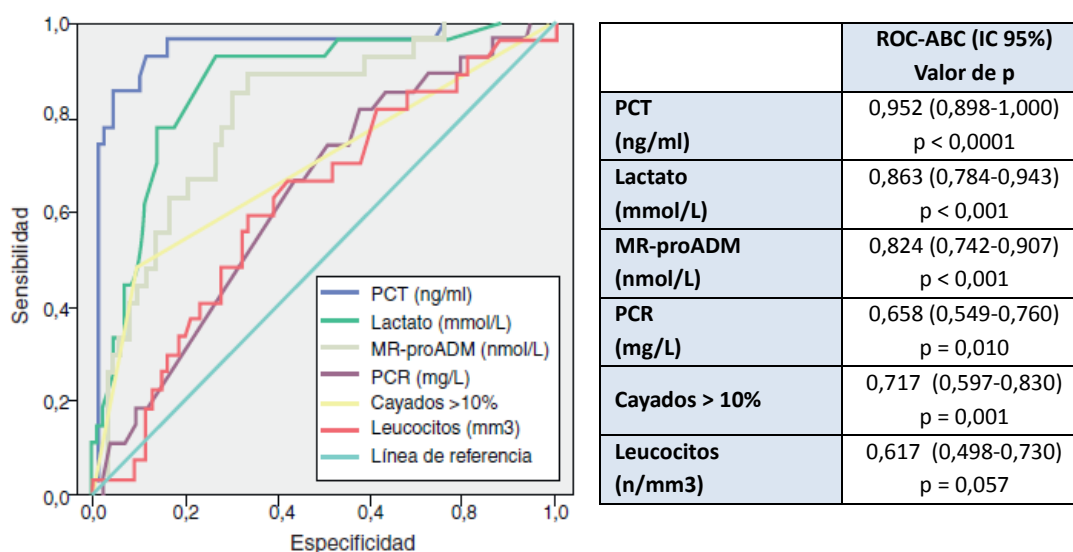 Sensibilidad
1,0
0,8
0,6
0,4
0,2
0,0
PCT (ng/ml)
Lactato (mmol/L)
MR-proADM (nmol/L)
PCR (mg/L)
Cayados >10%
Leucocitos (mm3)
Línea de referencia
0,0 0,2 0,4 0,4 0,8 1,0
Especificidad
ROC-ABC (IC 95%)
Valor de p
PCT
(ng/ml)
0,952 (0,898-1,000)
p < 0,0001
Lactato
(mmol/L)
0,863 (0,784-0,943)
p < 0,001
MR-proADM
(nmol/L)
0,824 (0,742-0,907)
p < 0,001
PCR
(mg/L)
0,658 (0,549-0,760)
p = 0,010
Cayados > 10%
0,717 (0,597-0,830)
p = 0,001
Leucocitos
(n/mm3)
0,617 (0,498-0,730)
p = 0,057